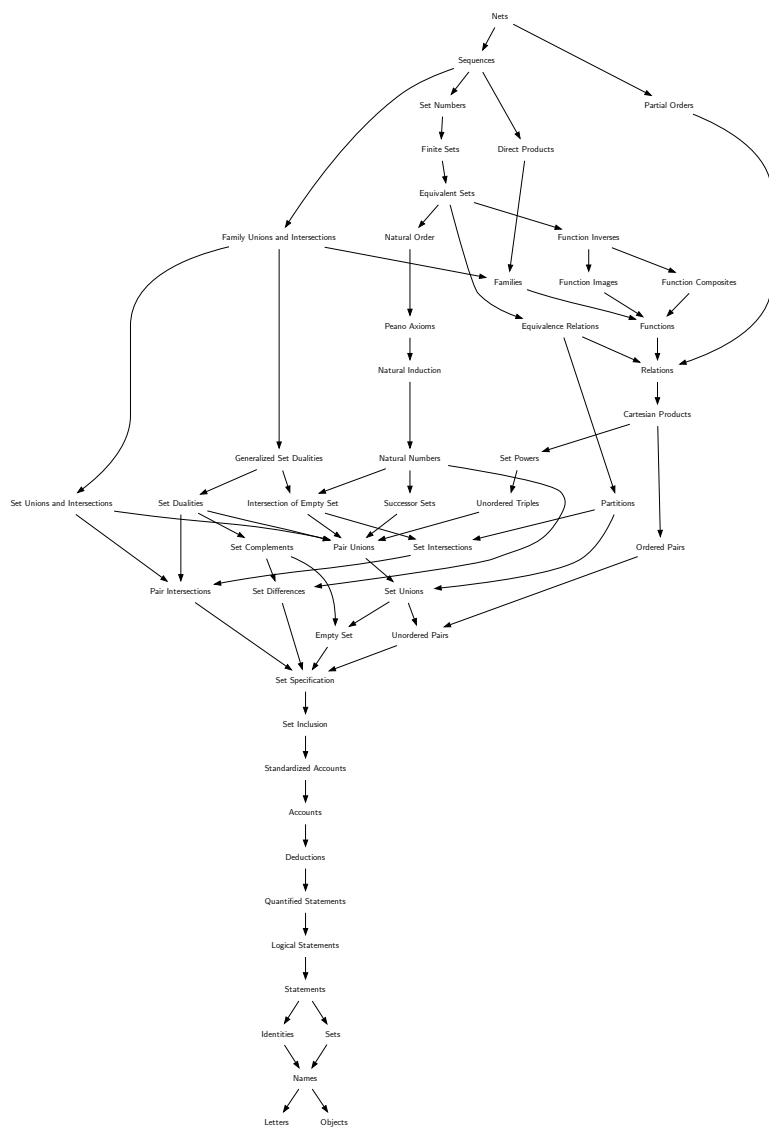 Nets
Sequences
Set Numbers
Partial Orders
Finite Sets
Direct Products
Equivalent Sets
Family Unions and Intersections
Natural Order
Function Inverses
Families
Function Images
Function Composites
Peano Axioms
Equivalence Relations
Functions
Natural Induction
Relations
Cartesian Products
Generalized Set Dualities
Natural Numbers
Set Powers
Set Unions and Intersections
Set Dualities
Intersection of Empty Set
Successor Sets
Unordered Triples
Partitions
Set Complements
Pair Unions
Set Intersections
Ordered Pairs
Pair Intersections
Set Differences
Set Unions
Empty Set
Unordered Pairs
Set Specification
Set Inclusion
Standardized Accounts
Accounts
Deductions
Quantified Statements
Logical Statements
Statements
Identities
Sets
Names
Letters
Objects